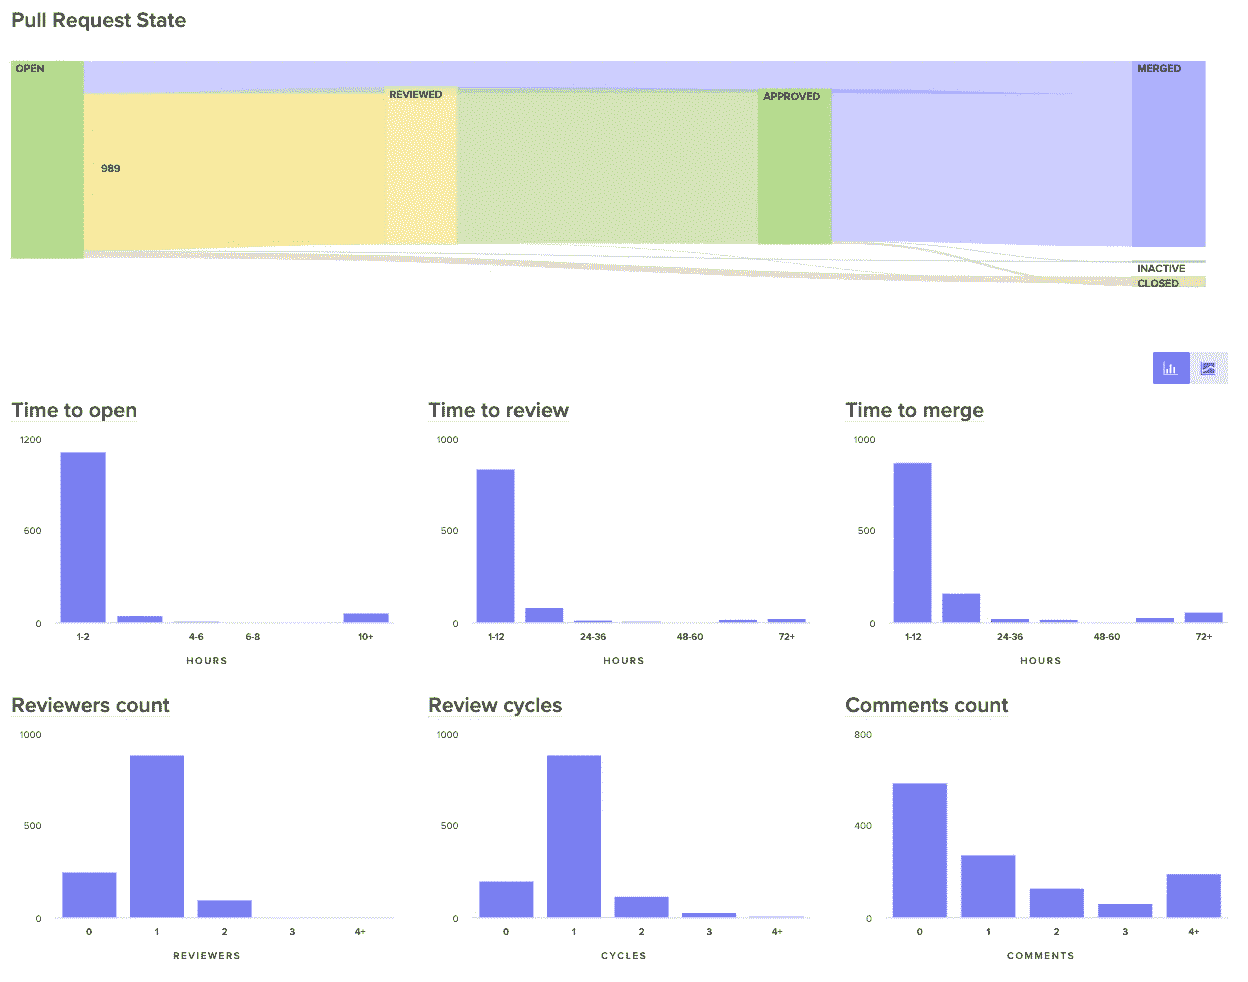 Pull Request State
OPEN
MERGED
REVIEWED
APPROVED
989
INACTIVE
CLOSED
Time to open
Time to review
Time to merge
1200
600
0
1-2
4-6
6-8
10+
HOURS
1000
500
0
1-12
24-36
48-60
72+
HOURS
1000
500
0
1-12
24-36
48-60
72+
HOURS
Reviewers count
Review cycles
Comments count
1000
500
0
0
1
2
3
4+
REVIEWERS
1000
500
0
0
1
2
3
4+
CYCLES
800
400
0
0
1
2
3
4+
COMMENTS